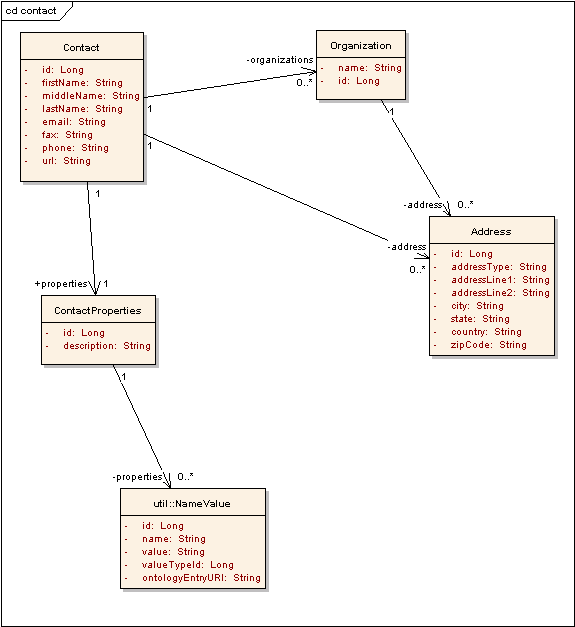 cd contact
Contact
- id: Long
- firstName: String
- middleName: String
- lastName: String
- email: String
- fax: String
- phone: String
- url: String
Organization
- name: String
- id: Long
-organizations
1
0..*
1
1
-address
0..*
1
-address
0..*
Address
- id: Long
- addressType: String
- addressLine1: String
- addressLine2: String
- city: String
- state: String
- country: String
- zipCode: String
+properties
1
ContactProperties
- id: Long
- description: String
1
-properties
0..*
util::NameValue
- id: Long
- name: String
- value: String
- valueTypeId: Long
- ontologyEntryURI: String